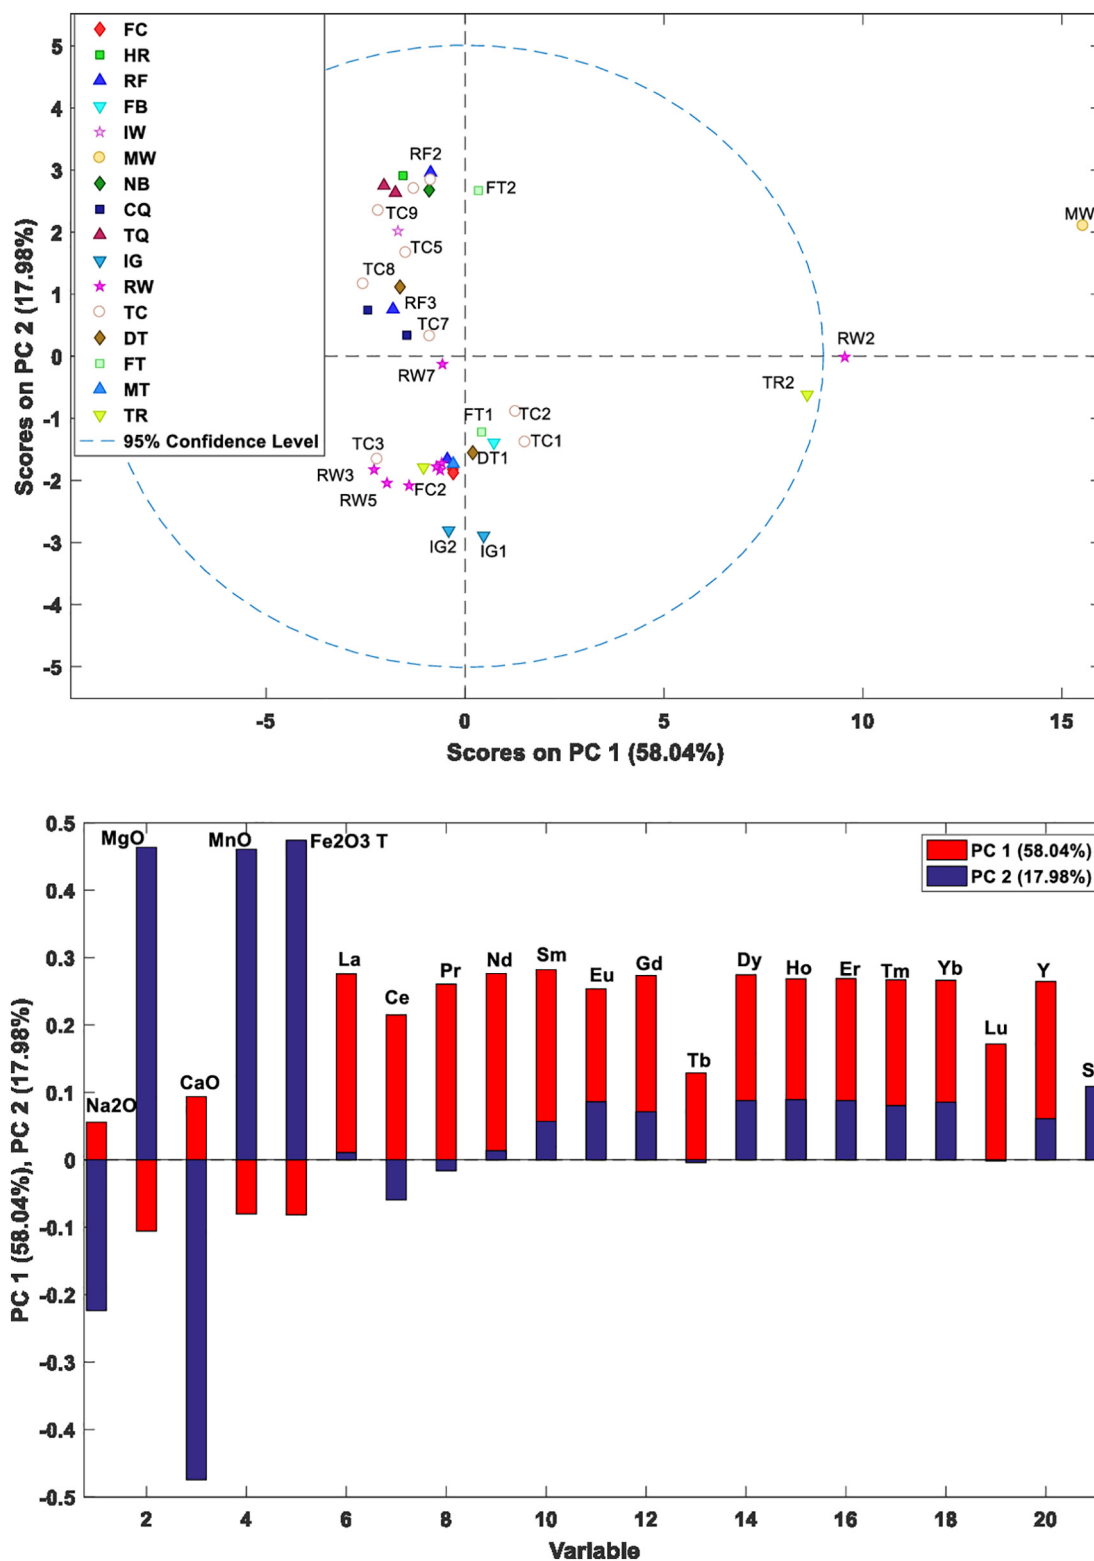 FC
HR
RF
FB
IW
MW
NB
CQ
TQ
IG
RW
TC
DT
FT
MT
TR
95% Confidence Level
5
4
3
2
1
0
-1
-2
-3
-4
-5
Scores on PC 2 (17.98%)
RF2
FT2
TC9
MW
TC5
TC8
RF3
TC7
RW2
RW7
TR2
FT1
TC2
TC1
TC3
DT1
RW3
FC2
RW5
IG2
IG1
-5
0
5
10
15
Scores on PC 1 (58.04%)
0.5
0.4
0.3
0.2
0.1
0
-0.1
-0.2
-0.3
-0.4
-0.5
PC 1 (58.04%), PC 2 (17.98%)
MgO
MnO
Fe2O3 T
PC 1 (58.04%)
PC 2 (17.98%)
La
Ce
Pr
Nd
Sm
Eu
Gd
Tb
Dy
Ho
Er
Tm
Yb
Lu
Y
S
CaO
Na2O
2
4
6
8
10
12
14
16
18
20
Variable